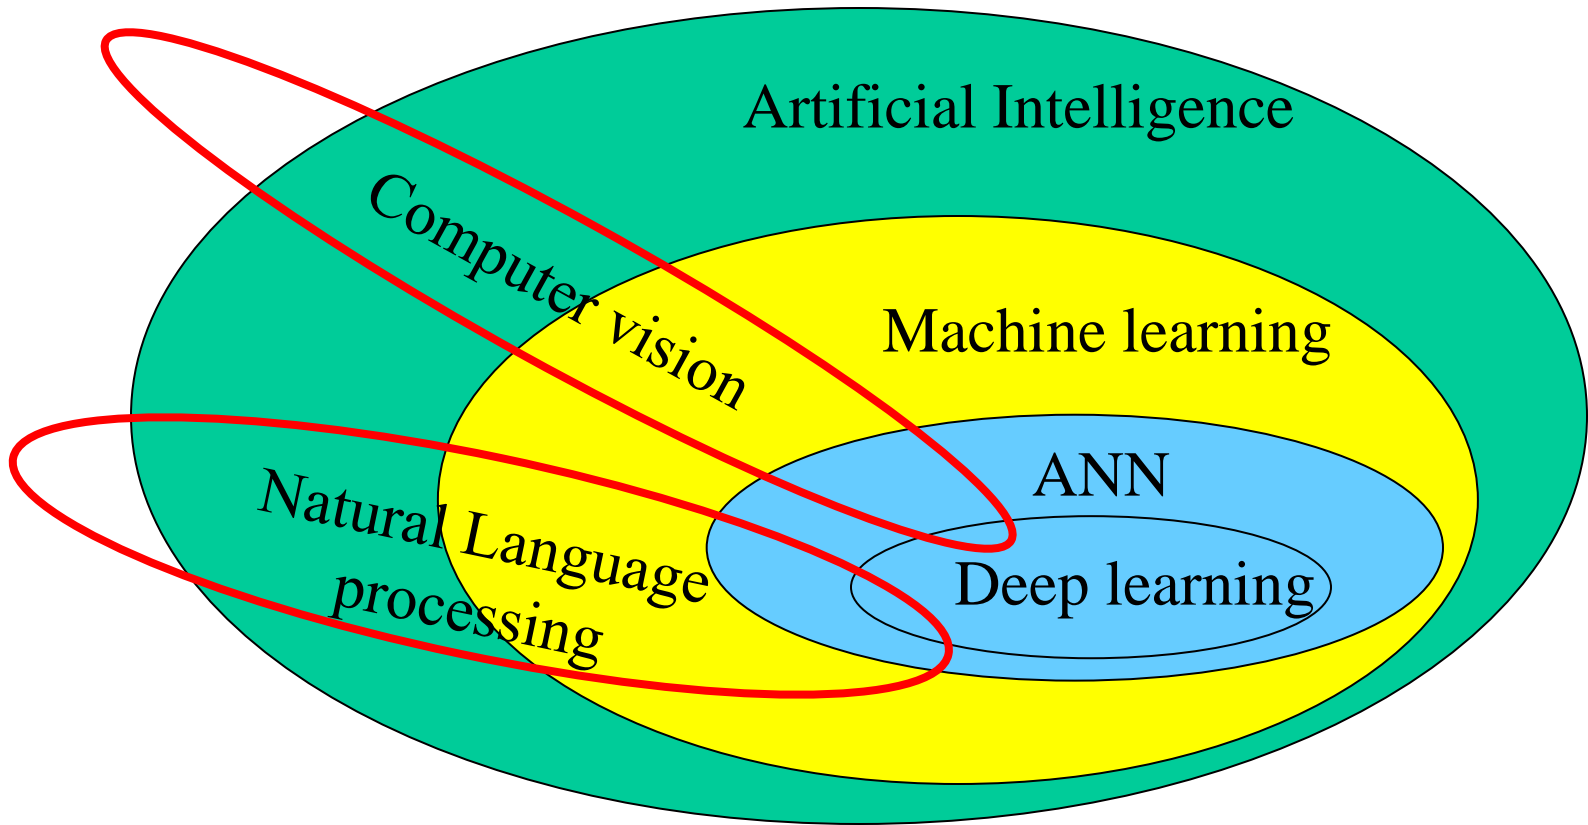 Artificial Intelligence
Computer vision
Machine learning
ANN
Natural Language
processing
Deep learning